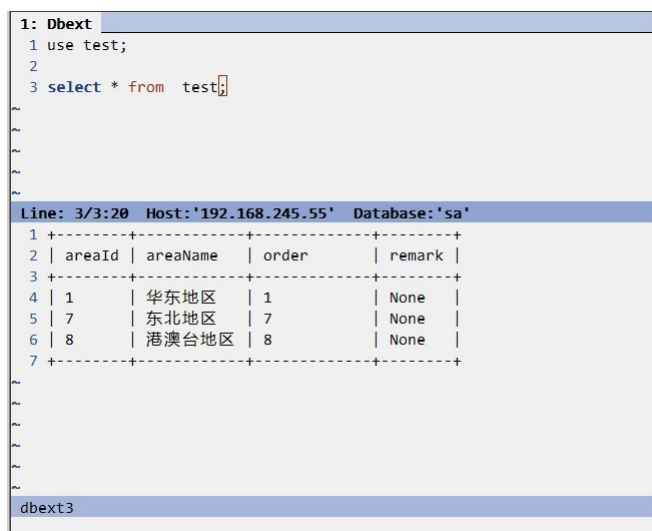 1: Dbext
1 use test;
2
3 select * from  test;
~
~
~
~
~
Line: 3/3:20  Host:'192.168.245.55'  Database:'sa'
1 +--------+------------+-------------+--------+
2 | areaId | areaName   | order       | remark |
3 +--------+------------+-------------+--------+
4 | 1      | 华东地区   | 1           | None   |
5 | 7      | 东北地区   | 7           | None   |
6 | 8      | 港澳台地区 | 8           | None   |
7 +--------+------------+-------------+--------+
~
~
~
~
~
~
dbext3